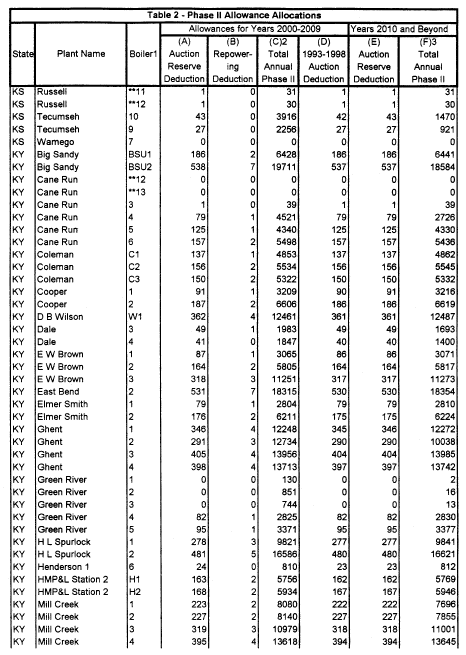 Table 2 - Phase II Allowance Allocations
Allowances for Years 2000-2009 Years 2010 and Beyond
(A) (B) (C)2 (D) (E) (F)3
State Plant Name Boiler1 Auction Repower- Total 1993-1998 Auction Total
Reserve ing Annual Auction Reserve Annual
Deduction Deduction Phase II Deduction Deduction Phase II
KS Russell **11 1 0 31 1 1 31
KS Russell **12 1 0 30 1 1 30
KS Tecumseh 10 43 0 3916 42 43 1470
KS Tecumseh 9 27 0 2256 27 27 921
KS Wamego 7 0 0 0 0 0 0
KY Big Sandy BSU1 186 2 6428 186 186 6441
KY Big Sandy BSU2 538 7 19711 537 537 18584
KY Cane Run **12 0 0 0 0 0 0
KY Cane Run **13 0 0 0 0 0 0
KY Cane Run 3 1 0 39 1 1 39
KY Cane Run 4 79 1 4521 79 79 2726
KY Cane Run 5 125 1 4340 125 125 4330
KY Cane Run 6 157 2 5498 157 157 5436
KY Coleman C1 137 1 4853 137 137 4862
KY Coleman C2 156 2 5534 156 156 5545
KY Coleman C3 150 2 5322 150 150 5332
KY Cooper 1 91 1 3209 90 91 3216
KY Cooper 2 187 2 6606 186 186 6619
KY D B Wilson W1 362 4 12461 361 361 12487
KY Dale 3 49 1 1983 49 49 1693
KY Dale 4 41 0 1847 40 40 1400
KY E W Brown 1 87 1 3065 86 86 3071
KY E W Brown 2 164 2 5805 164 164 5817
KY E W Brown 3 318 3 11251 317 317 11273
KY East Bend 2 531 7 18315 530 530 18354
KY Elmer Smith 1 79 1 2804 79 79 2810
KY Elmer Smith 2 176 2 6211 175 175 6224
KY Ghent 1 346 4 12248 345 346 12272
KY Ghent 2 291 3 12734 290 290 10038
KY Ghent 3 405 4 13956 404 404 13985
KY Ghent 4 398 4 13713 397 397 13742
KY Green River 1 0 0 130 0 0 2
KY Green River 2 0 0 851 0 0 16
KY Green River 3 0 0 744 0 0 13
KY Green River 4 82 1 2825 82 82 2830
KY Green River 5 95 1 3371 95 95 3377
KY H L Spurlock 1 278 3 9821 277 277 9841
KY H L Spurlock 2 481 5 16586 480 480 16621
KY Henderson 1 6 24 0 810 23 23 812
KY HMP&L Station 2 H1 163 2 5756 162 162 5769
KY HMP&L Station 2 H2 168 2 5934 167 167 5946
KY Mill Creek 1 223 2 8080 222 222 7696
KY Mill Creek 2 227 2 8140 227 227 7855
KY Mill Creek 3 319 3 10979 318 318 11001
KY Mill Creek 4 395 4 13618 394 394 13645